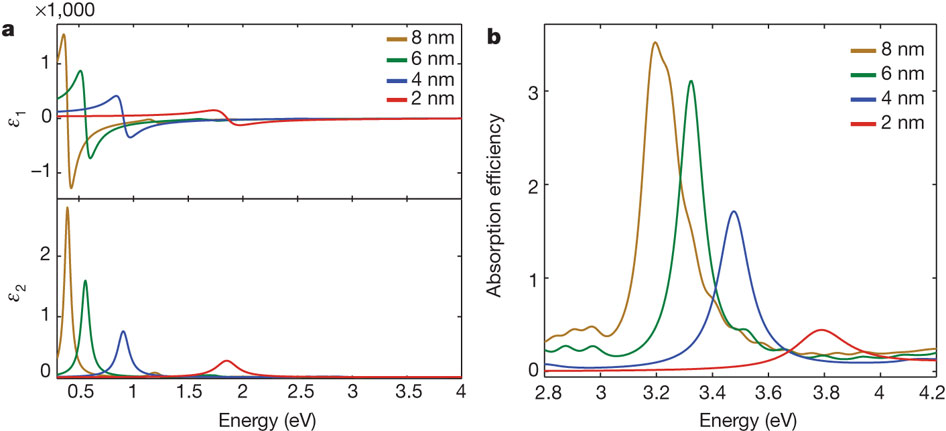 ×1,000
a
8 nm
6 nm
4 nm
2 nm
1
0
−1
ε1
2
1
0
ε2
0.5 1 1.5 2 2.5 3 3.5 4
Energy (eV)
b
8 nm
6 nm
4 nm
2 nm
3
2
1
0
Absorption efficiency
2.8 3 3.2 3.4 3.6 3.8 4 4.2
Energy (eV)